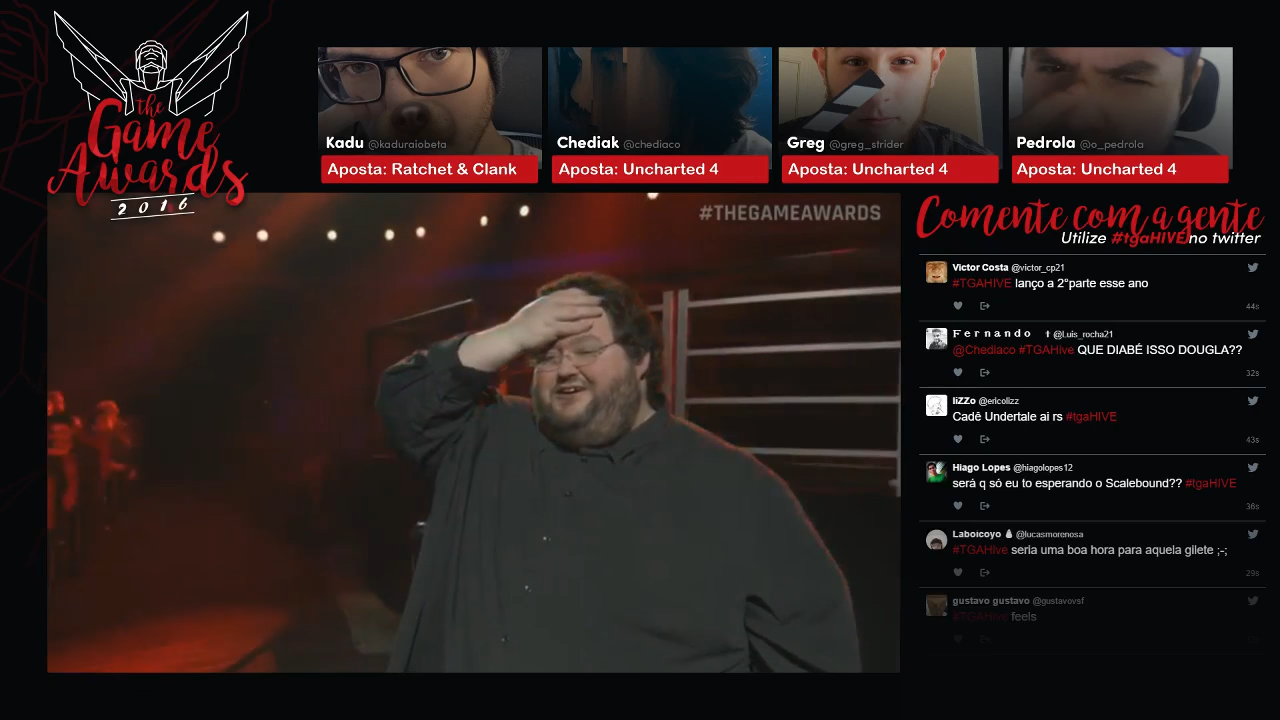 the
Game
Awards
2016
Kadu @kaduraiobeta
Aposta: Ratchet & Clank
Chediak @chediaco
Aposta: Uncharted 4
Greg @greg_strider
Aposta: Uncharted 4
Pedrola @o_pedrola
Aposta: Uncharted 4
#THEGAMEAWARDS
Comente com a gente
Utilize #tgaHIVE no twitter
Victor Costa @victor_cp21
#TGAHIVE lanço a 2°parte esse ano
44s
Fernando ✝ @Luis_rocha21
@Chediaco #TGAHive QUE DIABÉ ISSO DOUGLA??
32s
liZZo @ericolizz
Cadê Undertale ai rs #tgaHIVE
43s
Hiago Lopes @hiagolopes12
será q só eu to esperando o Scalebound?? #tgaHIVE
36s
Laboicoyo @lucasmorenosa
#TGAHive seria uma boa hora para aquela gilete ;-;
29s
gustavo gustavo @gustavovsf
#TGAHive feels